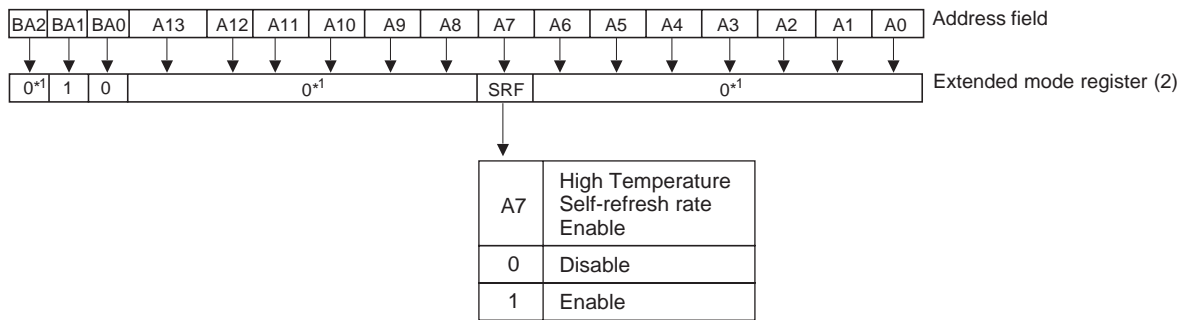 BA2 BA1 BA0 A13 A12 A11 A10 A9 A8 A7 A6 A5 A4 A3 A2 A1 A0 Address field
0*1 1 0 0*1 SRF 0*1 Extended mode register (2)
A7
High Temperature
Self-refresh rate
Enable
0 Disable
1 Enable